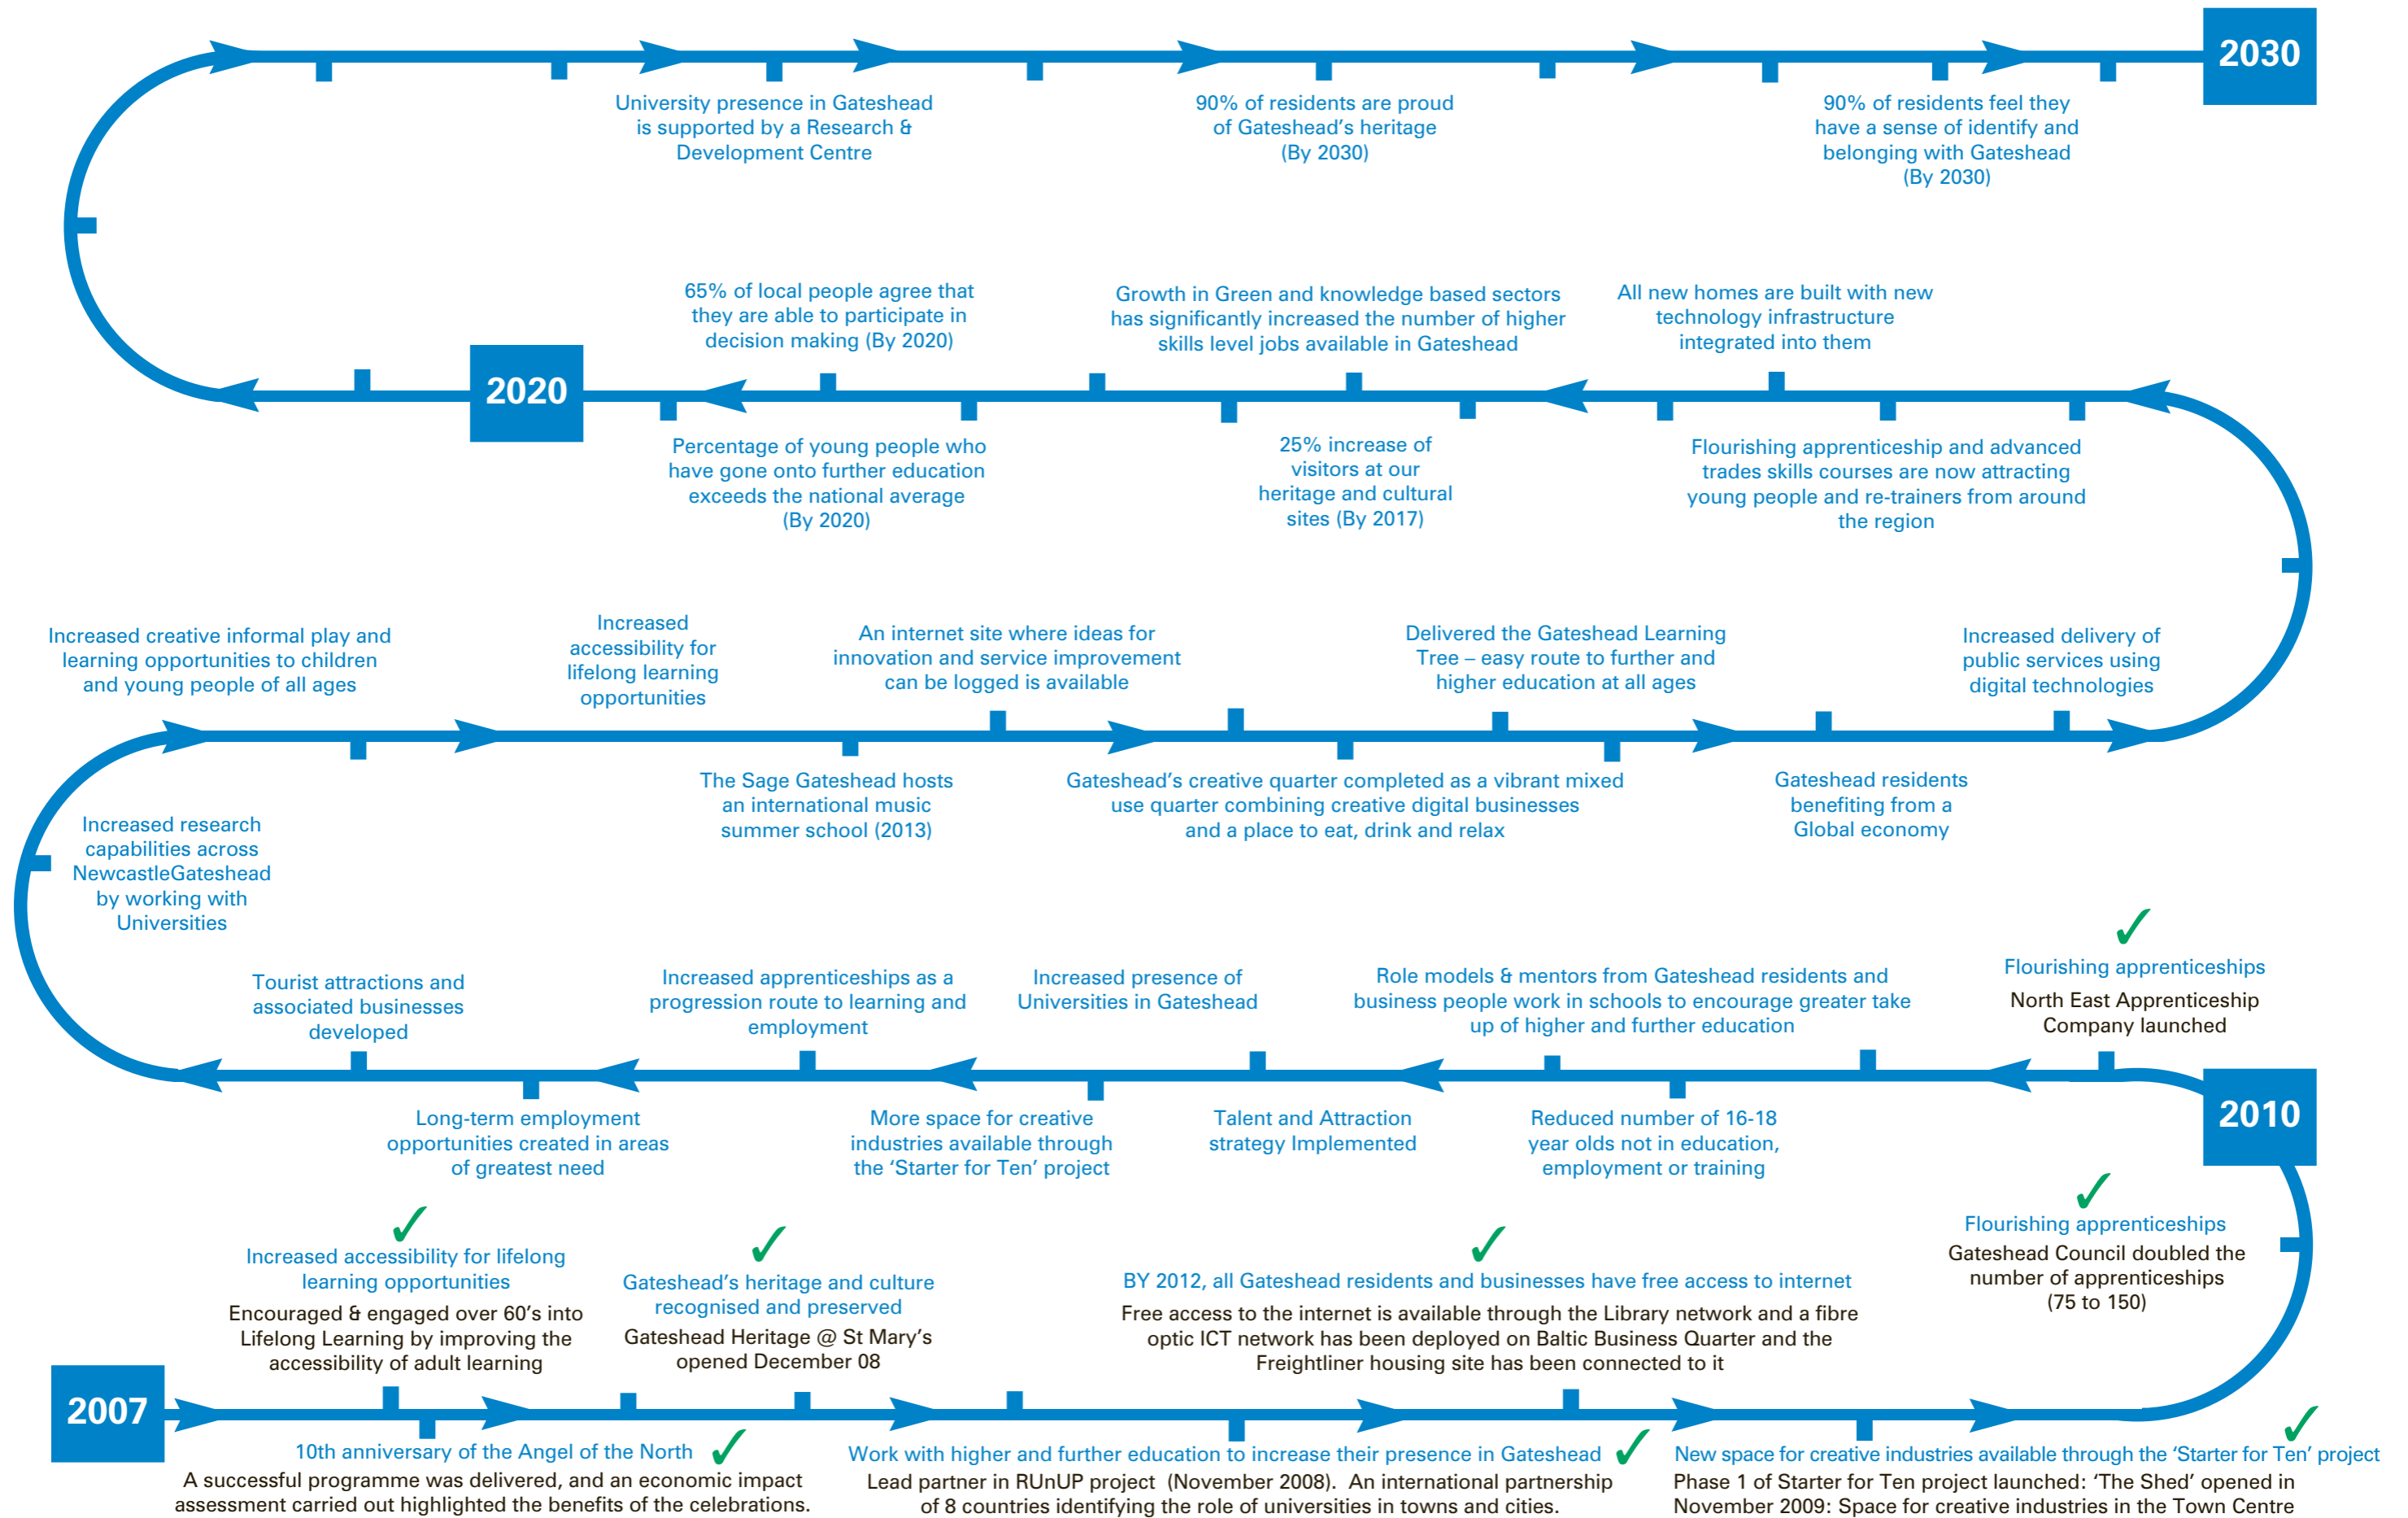 2030
University presence in Gateshead
is supported by a Research &
Development Centre
90% of residents are proud
of Gateshead's heritage
(By 2030)
90% of residents feel they
have a sense of identify and
belonging with Gateshead
(By 2030)
65% of local people agree that
they are able to participate in
decision making (By 2020)
Growth in Green and knowledge based sectors
has significantly increased the number of higher
skills level jobs available in Gateshead
All new homes are built with new
technology infrastructure
integrated into them
2020
Percentage of young people who
have gone onto further education
exceeds the national average
(By 2020)
25% increase of
visitors at our
heritage and cultural
sites (By 2017)
Flourishing apprenticeship and advanced
trades skills courses are now attracting
young people and re-trainers from around
the region
Increased creative informal play and
learning opportunities to children
and young people of all ages
Increased
accessibility for
lifelong learning
opportunities
An internet site where ideas for
innovation and service improvement
can be logged is available
Delivered the Gateshead Learning
Tree – easy route to further and
higher education at all ages
Increased delivery of
public services using
digital technologies
The Sage Gateshead hosts
an international music
summer school (2013)
Gateshead's creative quarter completed as a vibrant mixed
use quarter combining creative digital businesses
and a place to eat, drink and relax
Gateshead residents
benefiting from a
Global economy
Increased research
capabilities across
NewcastleGateshead
by working with
Universities
Tourist attractions and
associated businesses
developed
Increased apprenticeships as a
progression route to learning and
employment
Increased presence of
Universities in Gateshead
Role models & mentors from Gateshead residents and
business people work in schools to encourage greater take
up of higher and further education
✓
Flourishing apprenticeships
North East Apprenticeship
Company launched
2010
Long-term employment
opportunities created in areas
of greatest need
More space for creative
industries available through
the 'Starter for Ten' project
Talent and Attraction
strategy Implemented
Reduced number of 16-18
year olds not in education,
employment or training
✓
Increased accessibility for lifelong
learning opportunities
Encouraged & engaged over 60's into
Lifelong Learning by improving the
accessibility of adult learning
✓
Gateshead's heritage and culture
recognised and preserved
Gateshead Heritage @ St Mary's
opened December 08
✓
BY 2012, all Gateshead residents and businesses have free access to internet
Free access to the internet is available through the Library network and a fibre
optic ICT network has been deployed on Baltic Business Quarter and the
Freightliner housing site has been connected to it
✓
Flourishing apprenticeships
Gateshead Council doubled the
number of apprenticeships
(75 to 150)
2007
10th anniversary of the Angel of the North ✓
A successful programme was delivered, and an economic impact
assessment carried out highlighted the benefits of the celebrations.
Work with higher and further education to increase their presence in Gateshead ✓
Lead partner in RUnUP project (November 2008). An international partnership
of 8 countries identifying the role of universities in towns and cities.
✓
New space for creative industries available through the 'Starter for Ten' project
Phase 1 of Starter for Ten project launched: 'The Shed' opened in
November 2009: Space for creative industries in the Town Centre